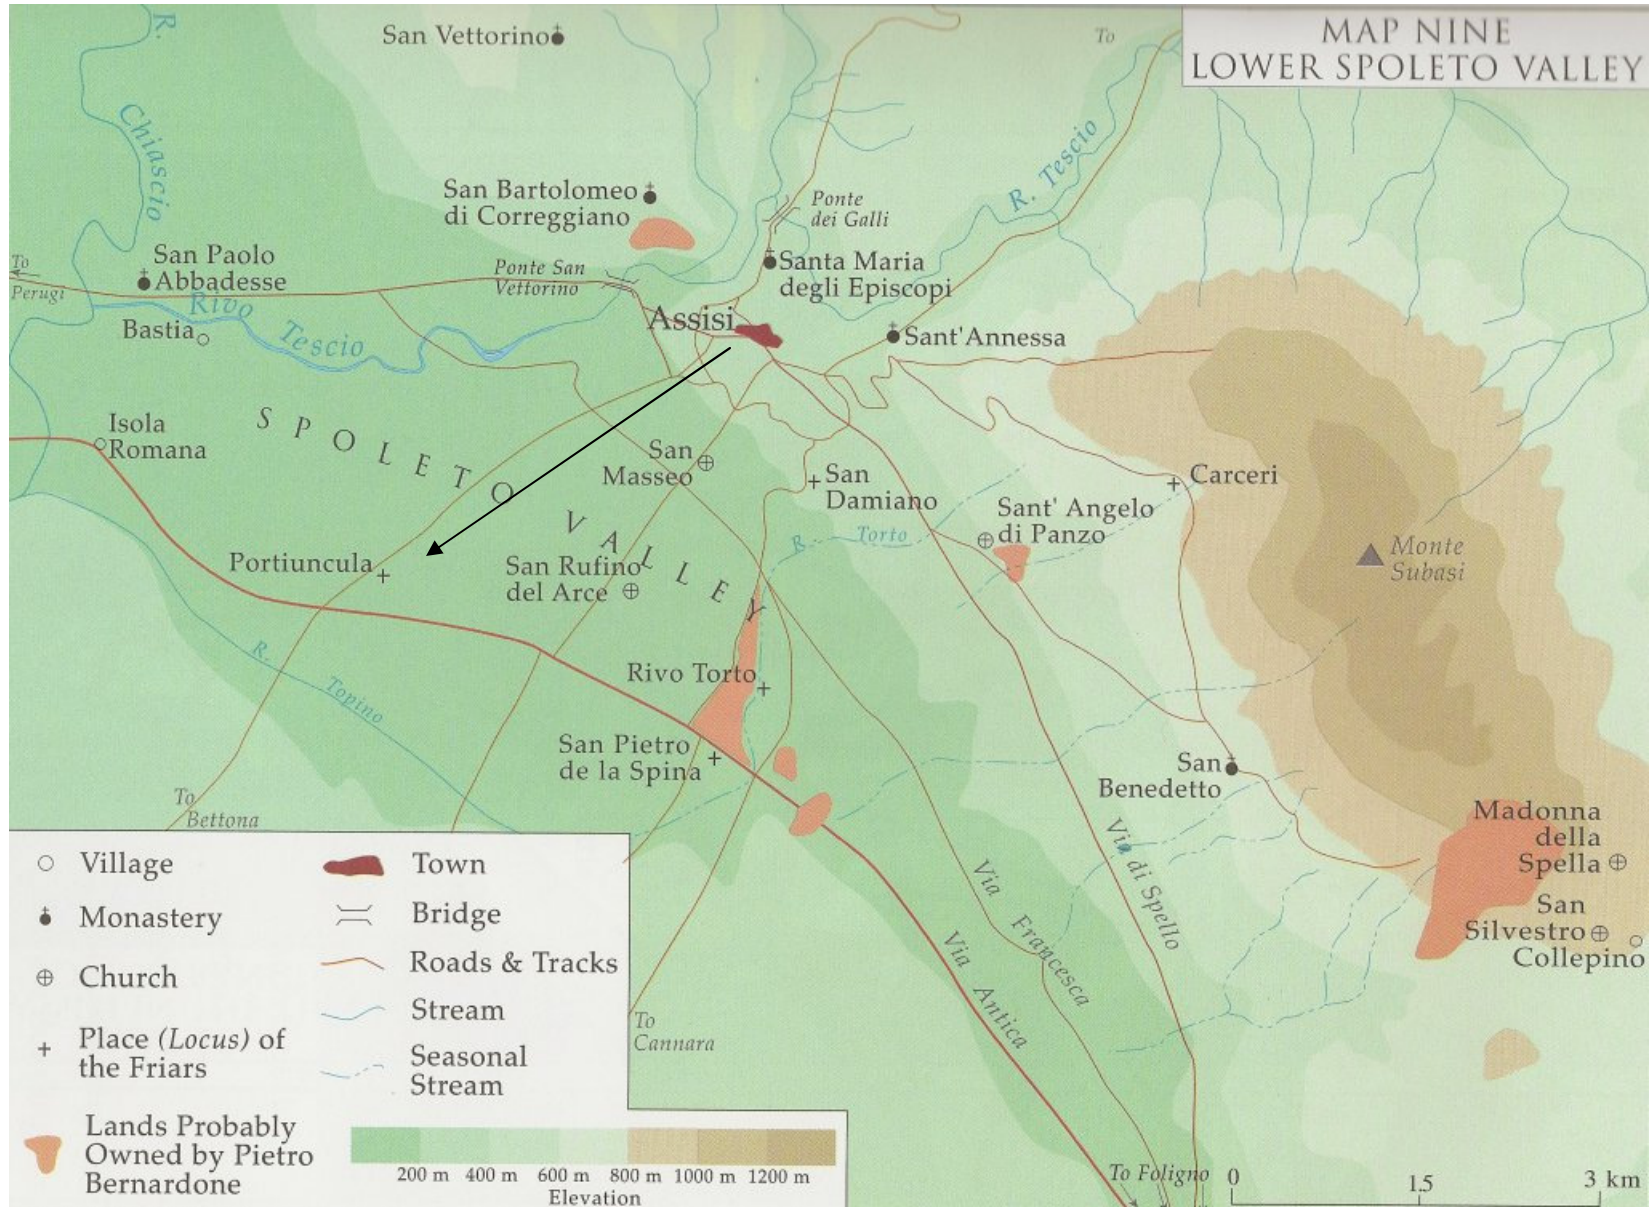 MAP NINE
LOWER SPOLETO VALLEY
San Vettorino
To
R.
Chiascio
San Bartolomeo
di Correggiano
Ponte
dei Galli
R. Tescio
To
Perugi
San Paolo
Abbadesse
Ponte San
Vettorino
Santa Maria
degli Episcopi
Rivo
Tescio
Bastia
Assisi
Sant'Annessa
Isola
Romana
SPOLETO
VALLEY
San
Masseo
San
Damiano
Carceri
Sant' Angelo
di Panzo
R. Torto
Monte
Subasi
Portiuncula
San Rufino
del Arce
R.
Topino
Rivo Torto
San Pietro
de la Spina
San
Benedetto
To
Bettona
Madonna
della
Spella
San
Silvestro
Collepino
Via di Spello
Via Francesca
Via Antica
To
Cannara
To Foligno
Village
Monastery
Church
Place (Locus) of
the Friars
Lands Probably
Owned by Pietro
Bernardone
Town
Bridge
Roads & Tracks
Stream
Seasonal
Stream
200 m 400 m 600 m 800 m 1000 m 1200 m
Elevation
0 1.5 3 km